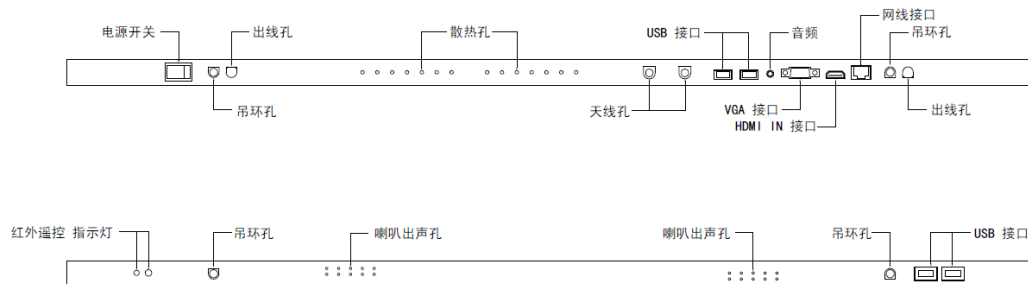 电源开关
出线孔
散热孔
USB 接口
音频
网线接口
吊环孔
吊环孔
天线孔
VGA 接口
HDMI IN 接口
出线孔
红外遥控 指示灯
吊环孔
喇叭出声孔
喇叭出声孔
吊环孔
USB 接口